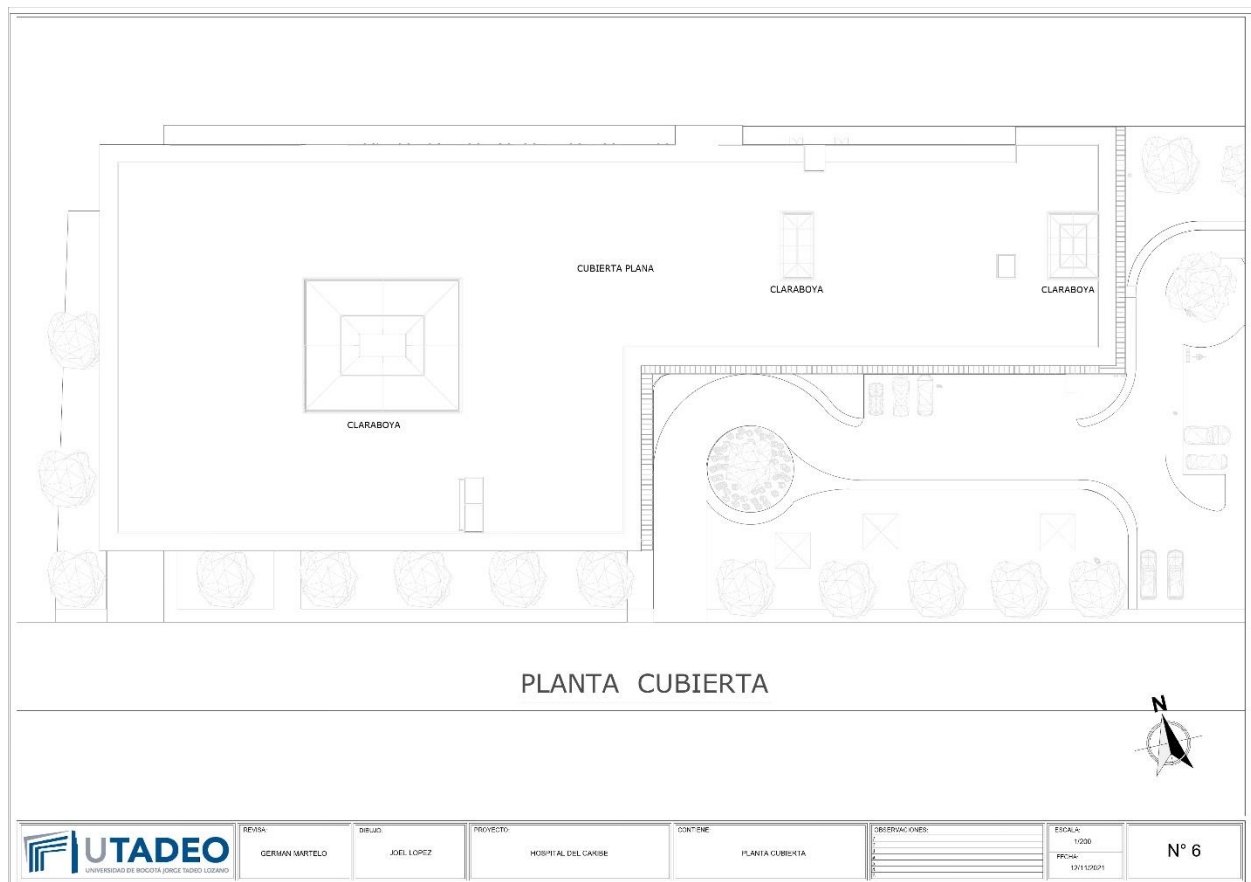 CUBIERTA PLANA
CLARABOYA
CLARABOYA
CLARABOYA
PLANTA CUBIERTA
N
UTADEO
UNIVERSIDAD DE BOGOTÁ JORGE TADEO LOZANO
REVISA:
GERMAN MARTELO
DIBUJO:
JOEL LOPEZ
PROYECTO:
HOSPITAL DEL CARIBE
CONTIENE
PLANTA CUBIERTA
OBSERVACIONES:
ESCALA:
1/200
FECHA:
12/11/2021
N° 6